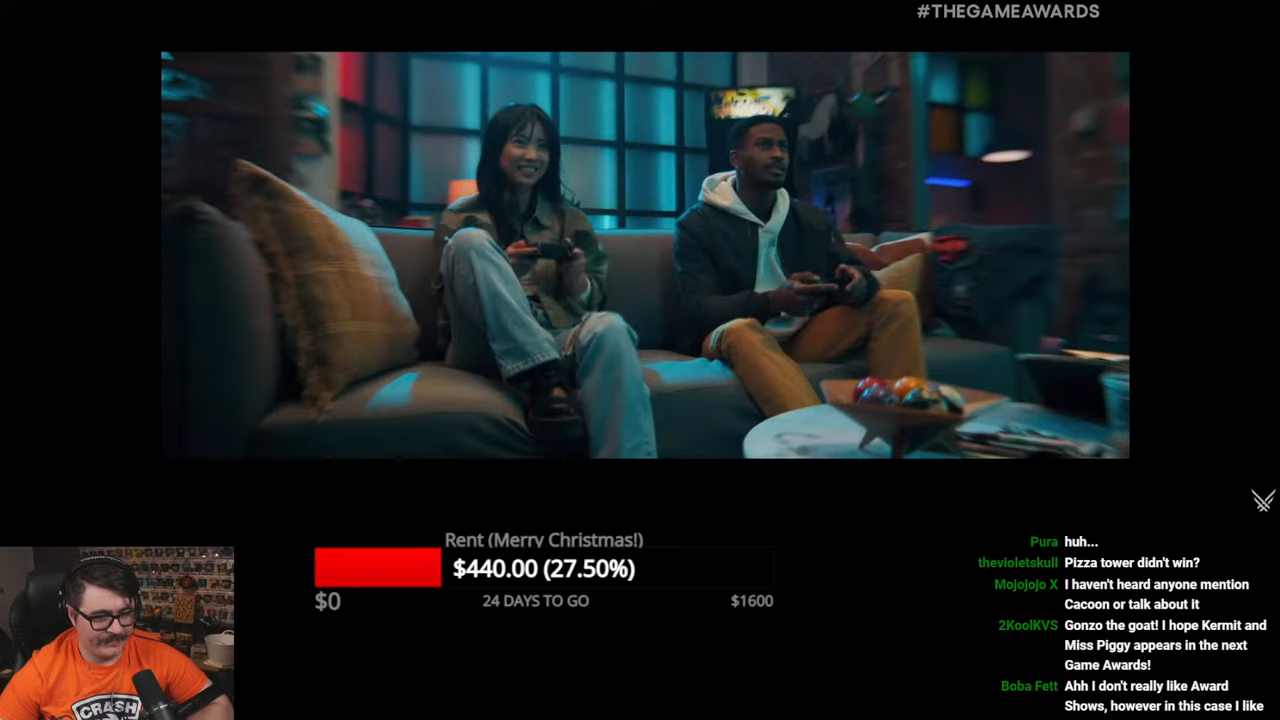 #THEGAMEAWARDS
Rent (Merry Christmas!)
$440.00 (27.50%)
$0
24 DAYS TO GO
$1600
Pura huh...
thevioletskull Pizza tower didn't win?
Mojojojo X I haven't heard anyone mention
Cacoon or talk about It
2KoolKVS Gonzo the goat! I hope Kermit and
Miss Piggy appears in the next
Game Awards!
Boba Fett Ahh I don't really like Award
Shows, however in this case I like
CRASH